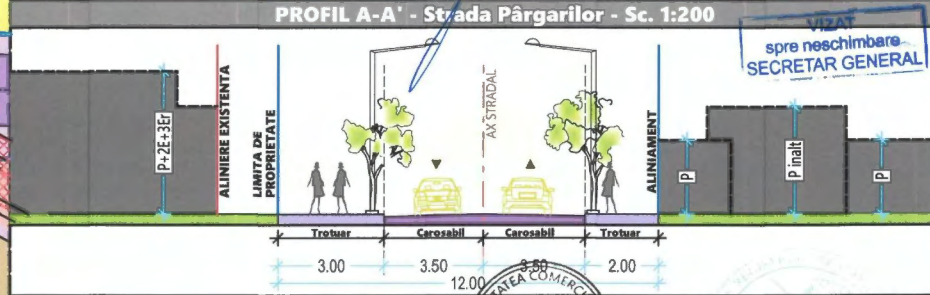 PROFIL A-A' - Strada Pârgarilor - Sc. 1:200
VIZAT
spre neschimbare
SECRETAR GENERAL
P+2E+3Er
ALINIERE EXISTENTA
LIMITA DE
PROPRIETATE
AX STRADAL
ALINIAMENT
P
P inalt
P
Trotuar
Carosabil
Carosabil
Trotuar
3.00
3.50
3.50
2.00
12.00